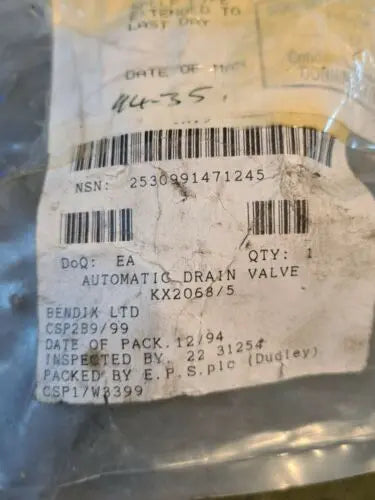 EXTENDED TO
LAST DAY
DATE OF MAN
44-35.
NSN: 2530991471245
DoQ: EA QTY: 1
AUTOMATIC DRAIN VALVE
KX2068/5
BENDIX LTD
CSP2B9/99
DATE OF PACK. 12/94
INSPECTED BY. 22 31254
PACKED BY E.P.S.plc (Dudley)
CSP17W3399